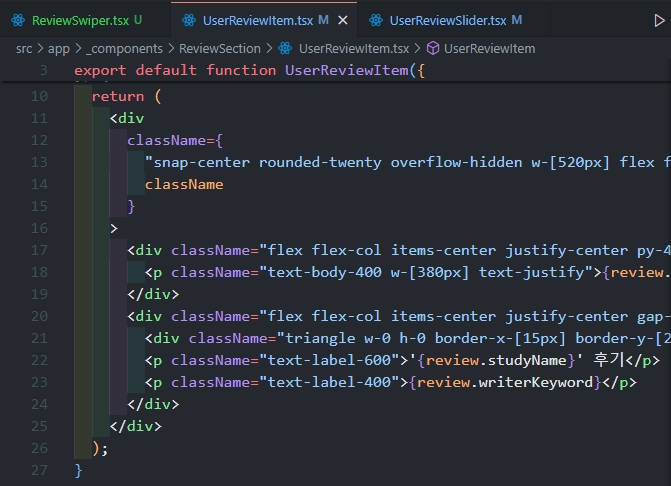 ReviewSwiper.tsx U UserReviewItem.tsx M UserReviewSlider.tsx M
src > app > _components > ReviewSection > UserReviewItem.tsx > UserReviewItem
3 export default function UserReviewItem({
10 return (
11 <div
12 className={
13 "snap-center rounded-twenty overflow-hidden w-[520px] flex f
14 className
15 }
16 >
17 <div className="flex flex-col items-center justify-center py-4
18 <p className="text-body-400 w-[380px] text-justify">{review.
19 </div>
20 <div className="flex flex-col items-center justify-center gap-
21 <div className="triangle w-0 h-0 border-x-[15px] border-y-[2
22 <p className="text-label-600">'{review.studyName}' 후기</p>
23 <p className="text-label-400">{review.writerKeyword}</p>
24 </div>
25 </div>
26 );
27 }